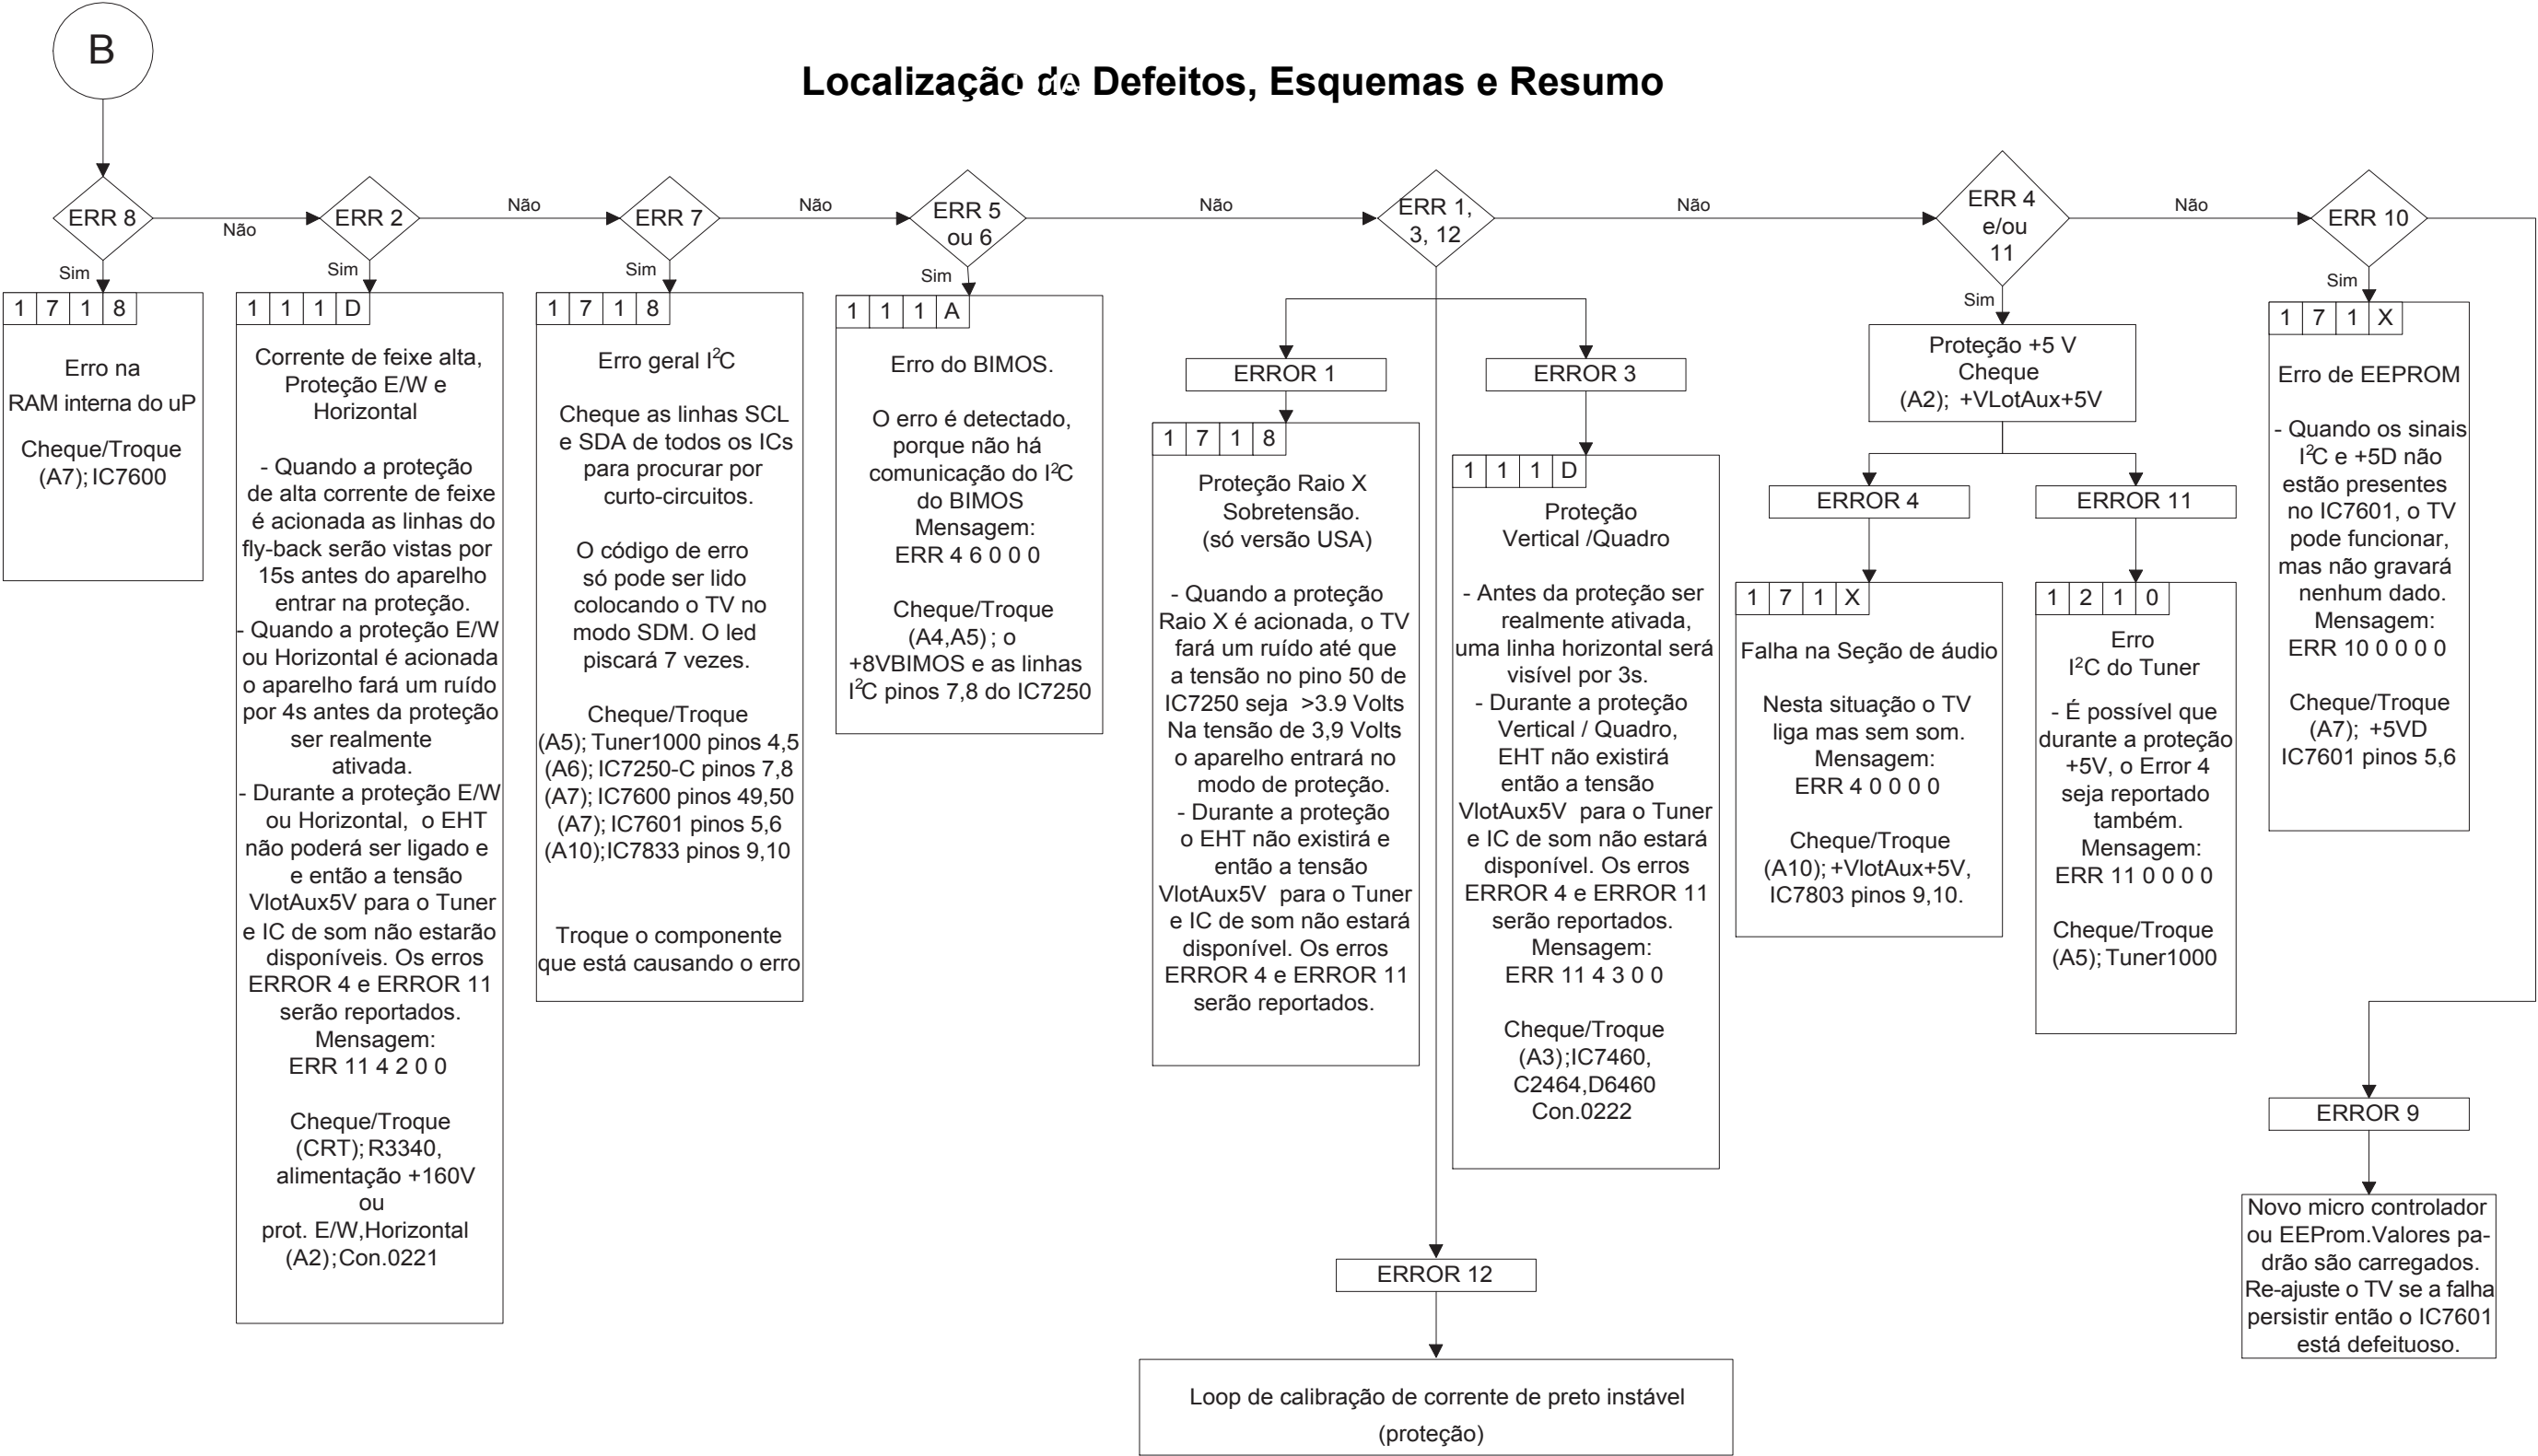 B
Localização de Defeitos, Esquemas e Resumo
ERR 8
Não
ERR 2
Não
ERR 7
Não
ERR 5
ou 6
Não
ERR 1,
3, 12
Não
ERR 4
e/ou
11
Não
ERR 10
Sim
1 7 1 8
Erro na
RAM interna do uP
Cheque/Troque
(A7); IC7600
Sim
1 1 1 D
Corrente de feixe alta,
Proteção E/W e
Horizontal
- Quando a proteção
de alta corrente de feixe
é acionada as linhas do
fly-back serão vistas por
15s antes do aparelho
entrar na proteção.
- Quando a proteção E/W
ou Horizontal é acionada
o aparelho fará um ruído
por 4s antes da proteção
ser realmente
ativada.
- Durante a proteção E/W
ou Horizontal, o EHT
não poderá ser ligado e
e então a tensão
VlotAux5V para o Tuner
e IC de som não estarão
disponíveis. Os erros
ERROR 4 e ERROR 11
serão reportados.
Mensagem:
ERR 11 4 2 0 0
Cheque/Troque
(CRT); R3340,
alimentação +160V
ou
prot. E/W,Horizontal
(A2);Con.0221
Sim
1 7 1 8
Erro geral I²C
Cheque as linhas SCL
e SDA de todos os ICs
para procurar por
curto-circuitos.
O código de erro
só pode ser lido
colocando o TV no
modo SDM. O led
piscará 7 vezes.
Cheque/Troque
(A5); Tuner1000 pinos 4,5
(A6); IC7250-C pinos 7,8
(A7); IC7600 pinos 49,50
(A7); IC7601 pinos 5,6
(A10);IC7833 pinos 9,10
Troque o componente
que está causando o erro
Sim
1 1 1 A
Erro do BIMOS.
O erro é detectado,
porque não há
comunicação do I²C
do BIMOS
Mensagem:
ERR 4 6 0 0 0
Cheque/Troque
(A4,A5) ; o
+8VBIMOS e as linhas
I²C pinos 7,8 do IC7250
ERROR 1
1 7 1 8
Proteção Raio X
Sobretensão.
(só versão USA)
- Quando a proteção
Raio X é acionada, o TV
fará um ruído até que
a tensão no pino 50 de
IC7250 seja >3.9 Volts
Na tensão de 3,9 Volts
o aparelho entrará no
modo de proteção.
- Durante a proteção
o EHT não existirá e
então a tensão
VlotAux5V para o Tuner
e IC de som não estará
disponível. Os erros
ERROR 4 e ERROR 11
serão reportados.
ERROR 3
1 1 1 D
Proteção
Vertical /Quadro
- Antes da proteção ser
realmente ativada,
uma linha horizontal será
visível por 3s.
- Durante a proteção
Vertical / Quadro,
EHT não existirá
então a tensão
VlotAux5V para o Tuner
e IC de som não estará
disponível. Os erros
ERROR 4 e ERROR 11
serão reportados.
Mensagem:
ERR 11 4 3 0 0
Cheque/Troque
(A3);IC7460,
C2464,D6460
Con.0222
ERROR 12
Loop de calibração de corrente de preto instável
(proteção)
Sim
Proteção +5 V
Cheque
(A2); +VLotAux+5V
ERROR 4
1 7 1 X
Falha na Seção de áudio
Nesta situação o TV
liga mas sem som.
Mensagem:
ERR 4 0 0 0 0
Cheque/Troque
(A10); +VlotAux+5V,
IC7803 pinos 9,10.
ERROR 11
1 2 1 0
Erro
I²C do Tuner
- É possível que
durante a proteção
+5V, o Error 4
seja reportado
também.
Mensagem:
ERR 11 0 0 0 0
Cheque/Troque
(A5); Tuner1000
Sim
1 7 1 X
Erro de EEPROM
- Quando os sinais
I²C e +5D não
estão presentes
no IC7601, o TV
pode funcionar,
mas não gravará
nenhum dado.
Mensagem:
ERR 10 0 0 0 0
Cheque/Troque
(A7); +5VD
IC7601 pinos 5,6
ERROR 9
Novo micro controlador
ou EEProm.Valores pa-
drão são carregados.
Re-ajuste o TV se a falha
persistir então o IC7601
está defeituoso.